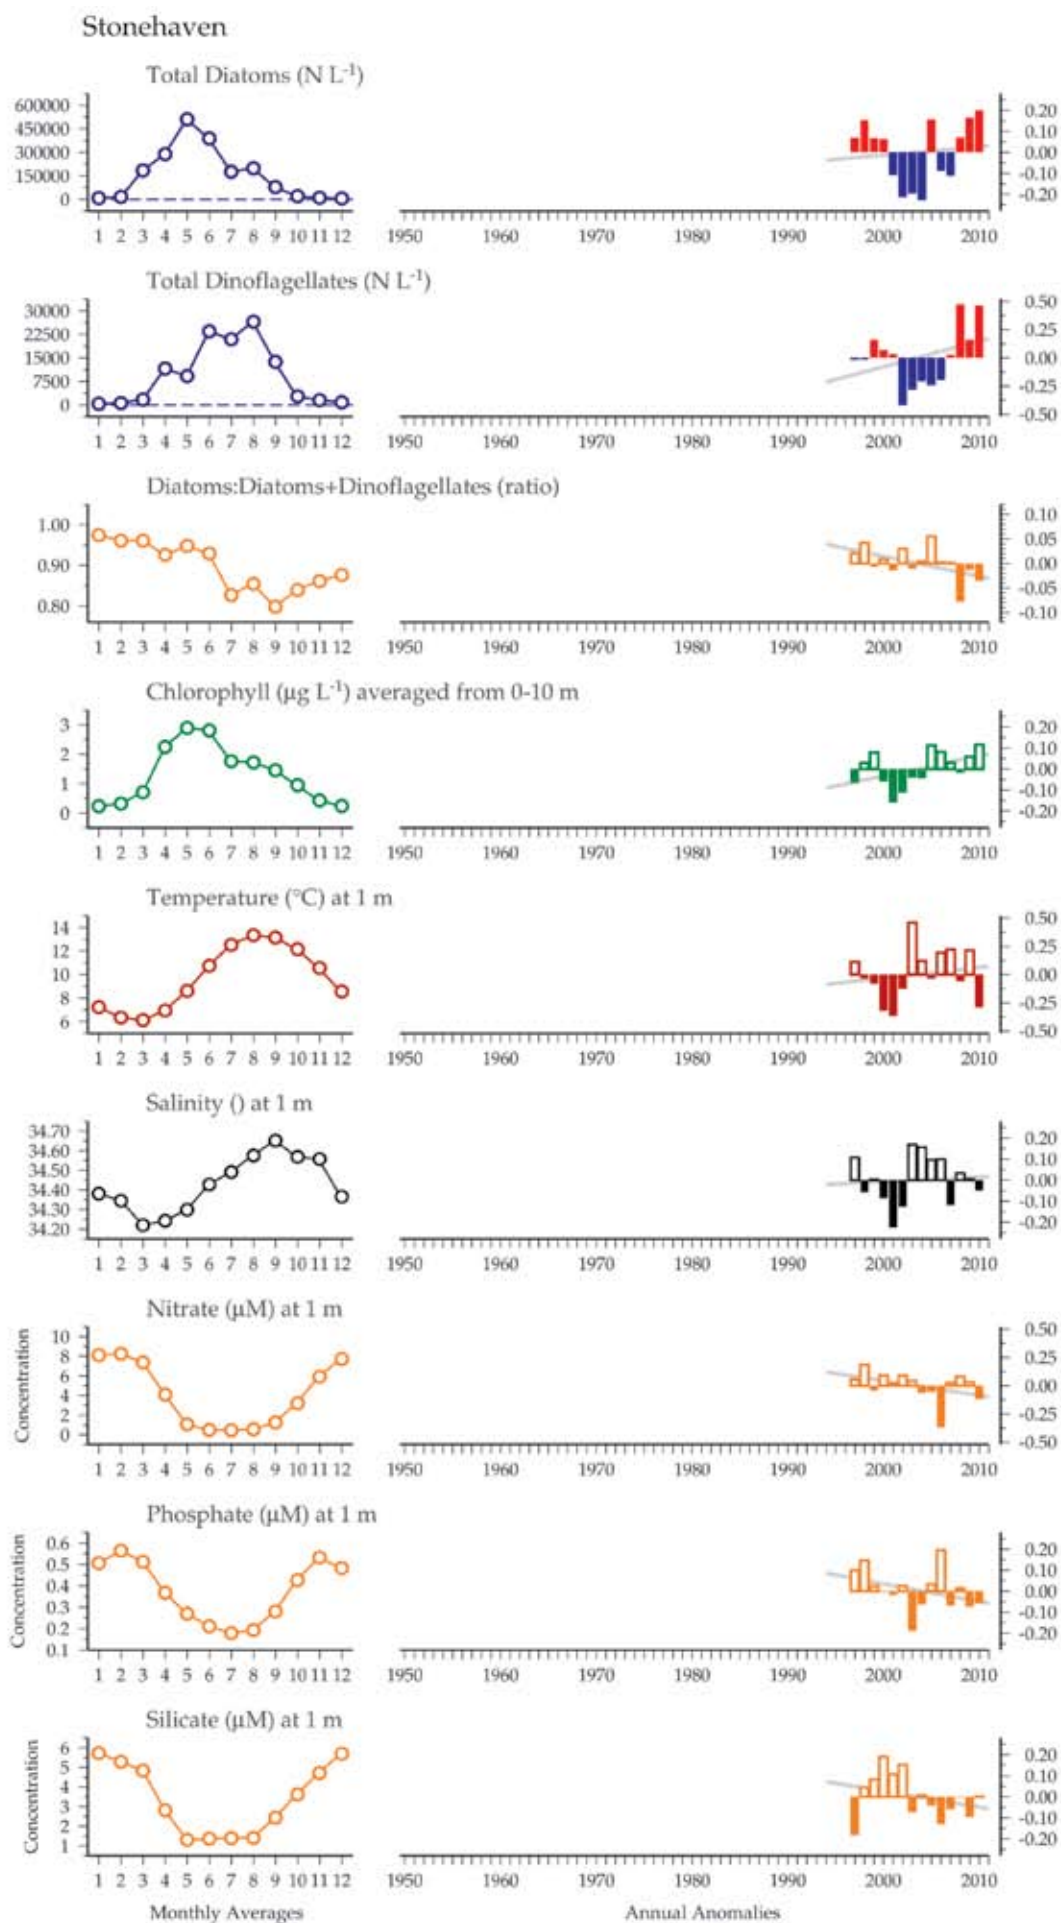 Stonehaven
Total Diatoms (N L⁻¹)
600000
450000
300000
150000
0
0.20
0.10
0.00
-0.10
-0.20
1 2 3 4 5 6 7 8 9 10 11 12
1950 1960 1970 1980 1990 2000 2010
Total Dinoflagellates (N L⁻¹)
30000
22500
15000
7500
0
0.50
0.25
0.00
-0.25
-0.50
1 2 3 4 5 6 7 8 9 10 11 12
1950 1960 1970 1980 1990 2000 2010
Diatoms:Diatoms+Dinoflagellates (ratio)
1.00
0.90
0.80
0.10
0.05
0.00
-0.05
-0.10
1 2 3 4 5 6 7 8 9 10 11 12
1950 1960 1970 1980 1990 2000 2010
Chlorophyll (µg L⁻¹) averaged from 0-10 m
3
2
1
0
0.20
0.10
0.00
-0.10
-0.20
1 2 3 4 5 6 7 8 9 10 11 12
1950 1960 1970 1980 1990 2000 2010
Temperature (°C) at 1 m
14
12
10
8
6
0.50
0.25
0.00
-0.25
-0.50
1 2 3 4 5 6 7 8 9 10 11 12
1950 1960 1970 1980 1990 2000 2010
Salinity () at 1 m
34.70
34.60
34.50
34.40
34.30
34.20
0.20
0.10
0.00
-0.10
-0.20
1 2 3 4 5 6 7 8 9 10 11 12
1950 1960 1970 1980 1990 2000 2010
Nitrate (µM) at 1 m
Concentration
10
8
6
4
2
0
0.50
0.25
0.00
-0.25
-0.50
1 2 3 4 5 6 7 8 9 10 11 12
1950 1960 1970 1980 1990 2000 2010
Phosphate (µM) at 1 m
Concentration
0.6
0.5
0.4
0.3
0.2
0.1
0.20
0.10
0.00
-0.10
-0.20
1 2 3 4 5 6 7 8 9 10 11 12
1950 1960 1970 1980 1990 2000 2010
Silicate (µM) at 1 m
Concentration
6
5
4
3
2
1
0.20
0.10
0.00
-0.10
-0.20
1 2 3 4 5 6 7 8 9 10 11 12
1950 1960 1970 1980 1990 2000 2010
Monthly Averages
Annual Anomalies